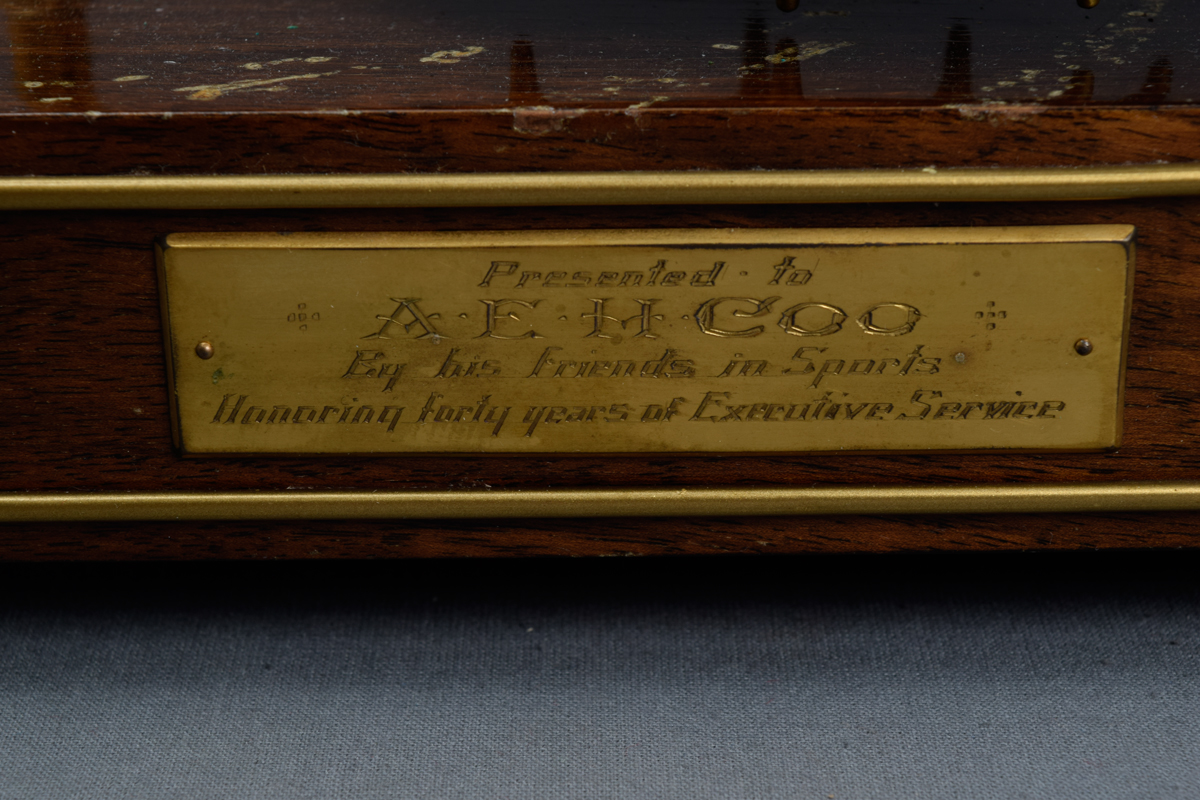 Presented · to
A · E · H · Coo
By his friends in Sports
Honoring forty years of Executive Service